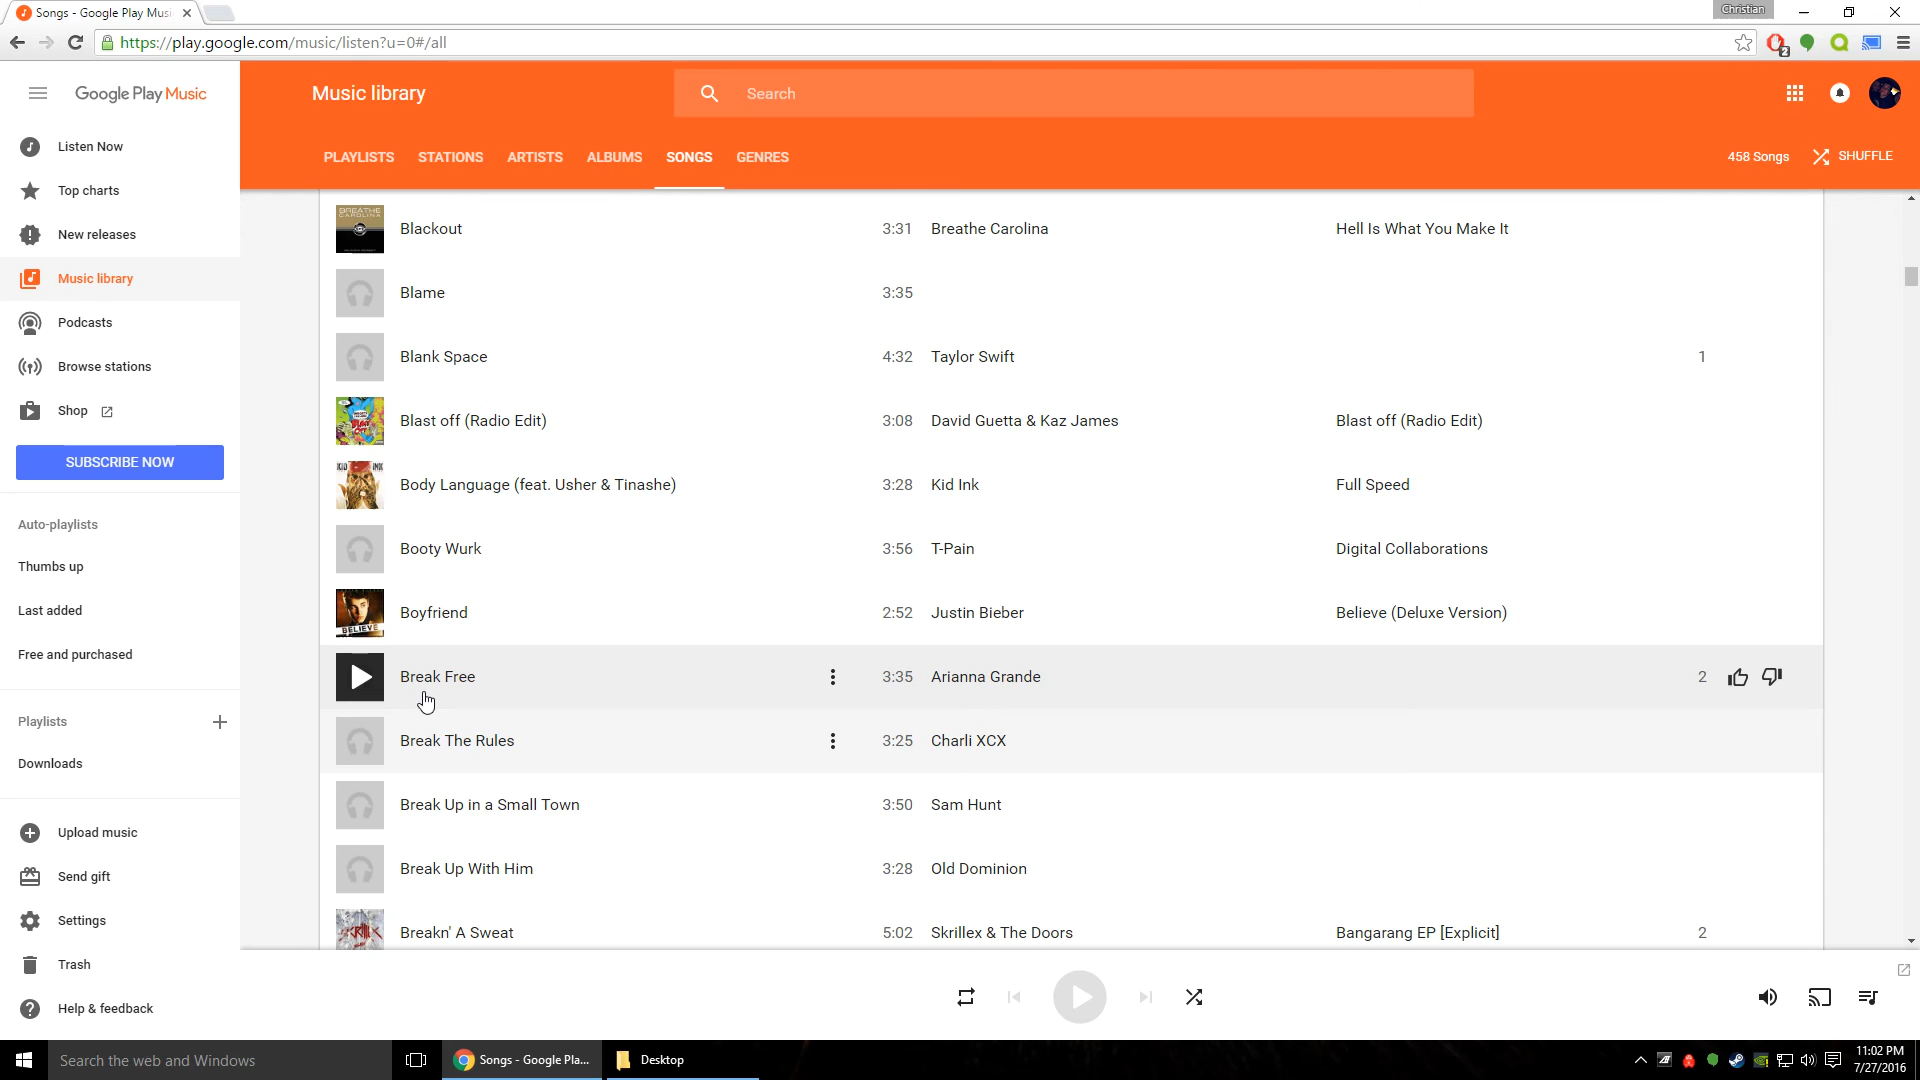 Songs - Google Play Musi
Christian
https://play.google.com/music/listen?u=0#/all
2
Google Play Music
Music library
Search
PLAYLISTS STATIONS ARTISTS ALBUMS SONGS GENRES
458 Songs SHUFFLE
Listen Now
Top charts
New releases
Music library
Podcasts
Browse stations
Shop
SUBSCRIBE NOW
Auto-playlists
Thumbs up
Last added
Free and purchased
Playlists
Downloads
Upload music
Send gift
Settings
Trash
Help & feedback
BREATHE CAROLINA Blackout 3:31 Breathe Carolina Hell Is What You Make It
Blame 3:35
Blank Space 4:32 Taylor Swift 1
Blast off (Radio Edit) 3:08 David Guetta & Kaz James Blast off (Radio Edit)
KID INK Body Language (feat. Usher & Tinashe) 3:28 Kid Ink Full Speed
Booty Wurk 3:56 T-Pain Digital Collaborations
BELIEVE Boyfriend 2:52 Justin Bieber Believe (Deluxe Version)
Break Free 3:35 Arianna Grande 2
Break The Rules 3:25 Charli XCX
Break Up in a Small Town 3:50 Sam Hunt
Break Up With Him 3:28 Old Dominion
Breakn' A Sweat 5:02 Skrillex & The Doors Bangarang EP [Explicit] 2
Search the web and Windows
Songs - Google Pla...
Desktop
11:02 PM
7/27/2016